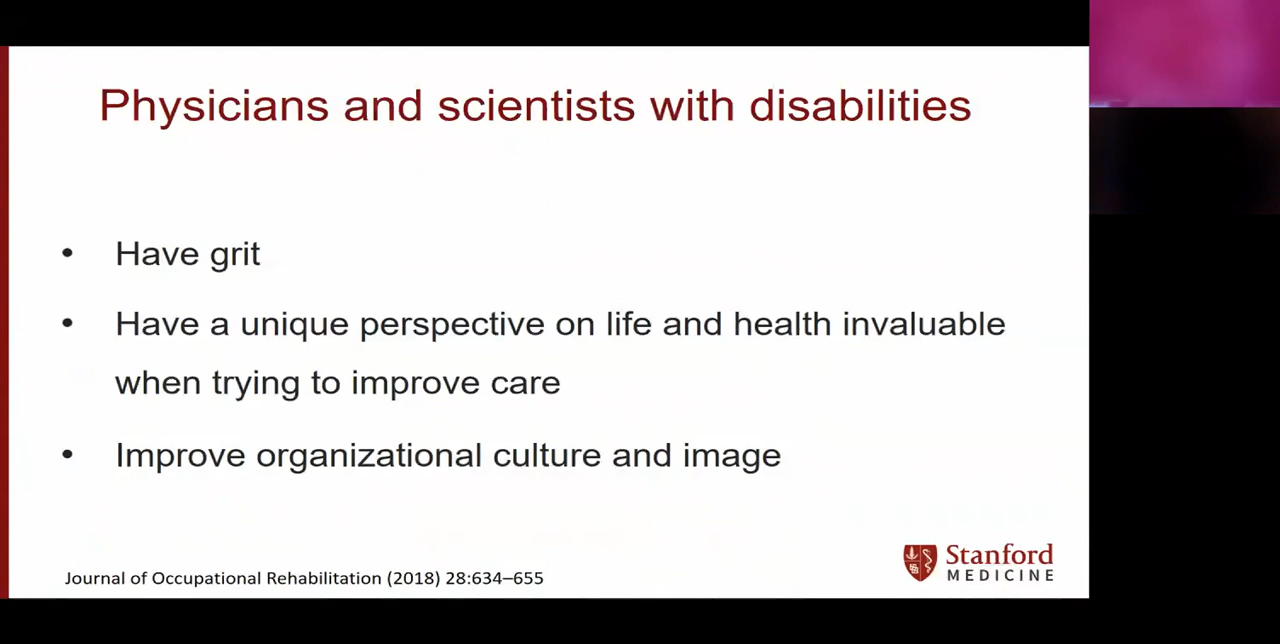 Physicians and scientists with disabilities
• Have grit
• Have a unique perspective on life and health invaluable
when trying to improve care
• Improve organizational culture and image
Journal of Occupational Rehabilitation (2018) 28:634–655
Stanford
MEDICINE